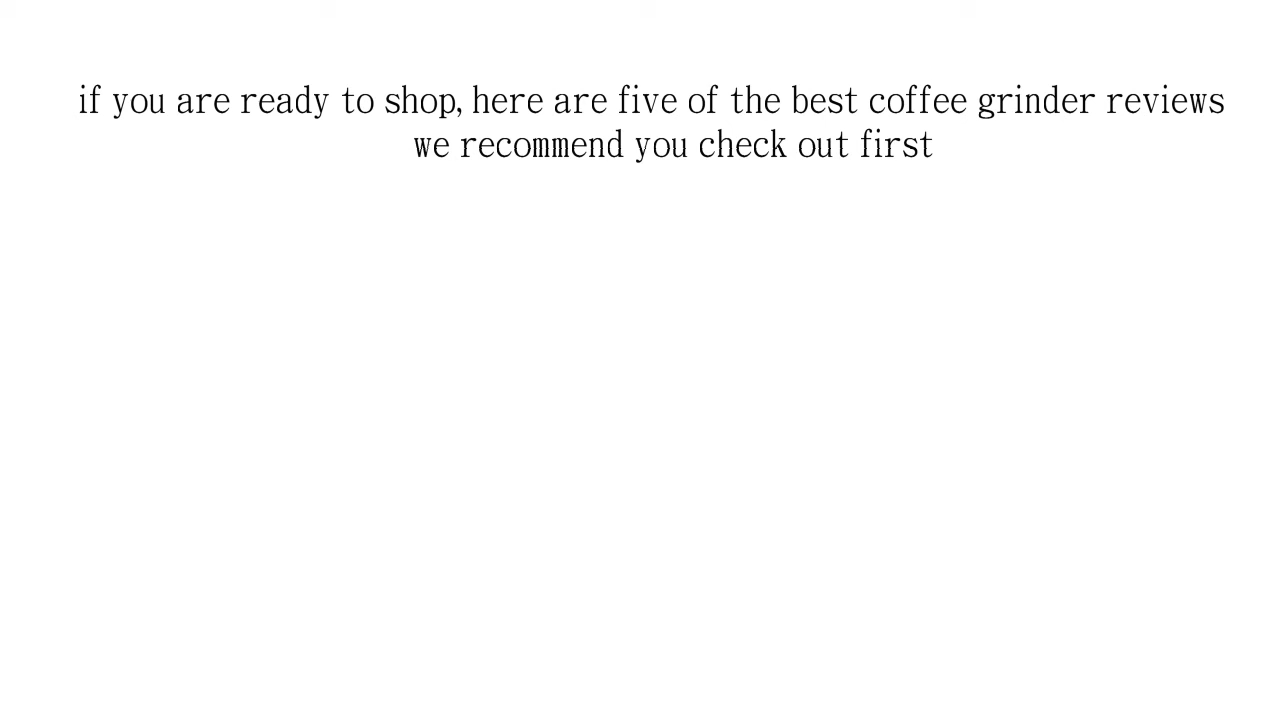 if you are ready to shop, here are five of the best coffee grinder reviews
we recommend you check out first